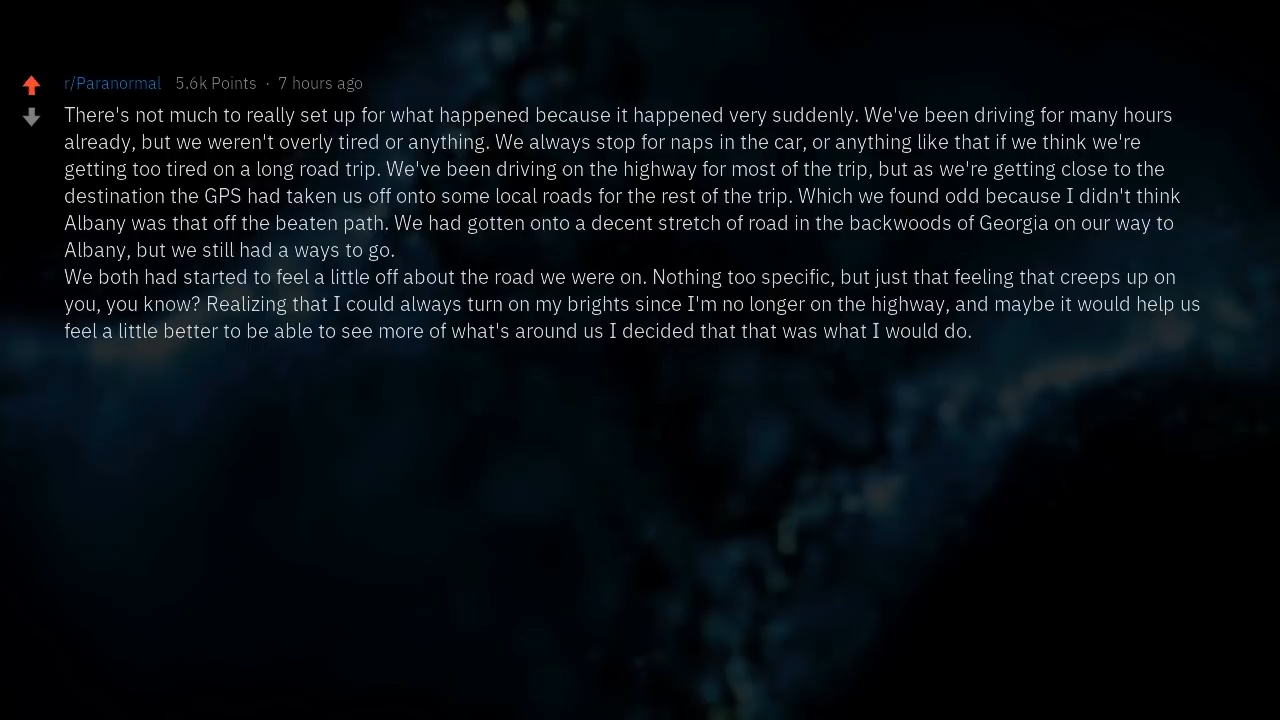 r/Paranormal 5.6k Points · 7 hours ago
There's not much to really set up for what happened because it happened very suddenly. We've been driving for many hours
already, but we weren't overly tired or anything. We always stop for naps in the car, or anything like that if we think we're
getting too tired on a long road trip. We've been driving on the highway for most of the trip, but as we're getting close to the
destination the GPS had taken us off onto some local roads for the rest of the trip. Which we found odd because I didn't think
Albany was that off the beaten path. We had gotten onto a decent stretch of road in the backwoods of Georgia on our way to
Albany, but we still had a ways to go.
We both had started to feel a little off about the road we were on. Nothing too specific, but just that feeling that creeps up on
you, you know? Realizing that I could always turn on my brights since I'm no longer on the highway, and maybe it would help us
feel a little better to be able to see more of what's around us I decided that that was what I would do.